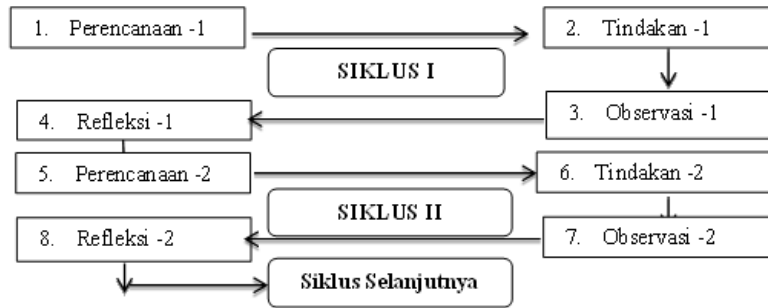 1. Perencanaan -1
2. Tindakan -1
SIKLUS I
3. Observasi -1
4. Refleksi -1
5. Perencanaan -2
6. Tindakan -2
SIKLUS II
7. Observasi -2
8. Refleksi -2
Siklus Selanjutnya